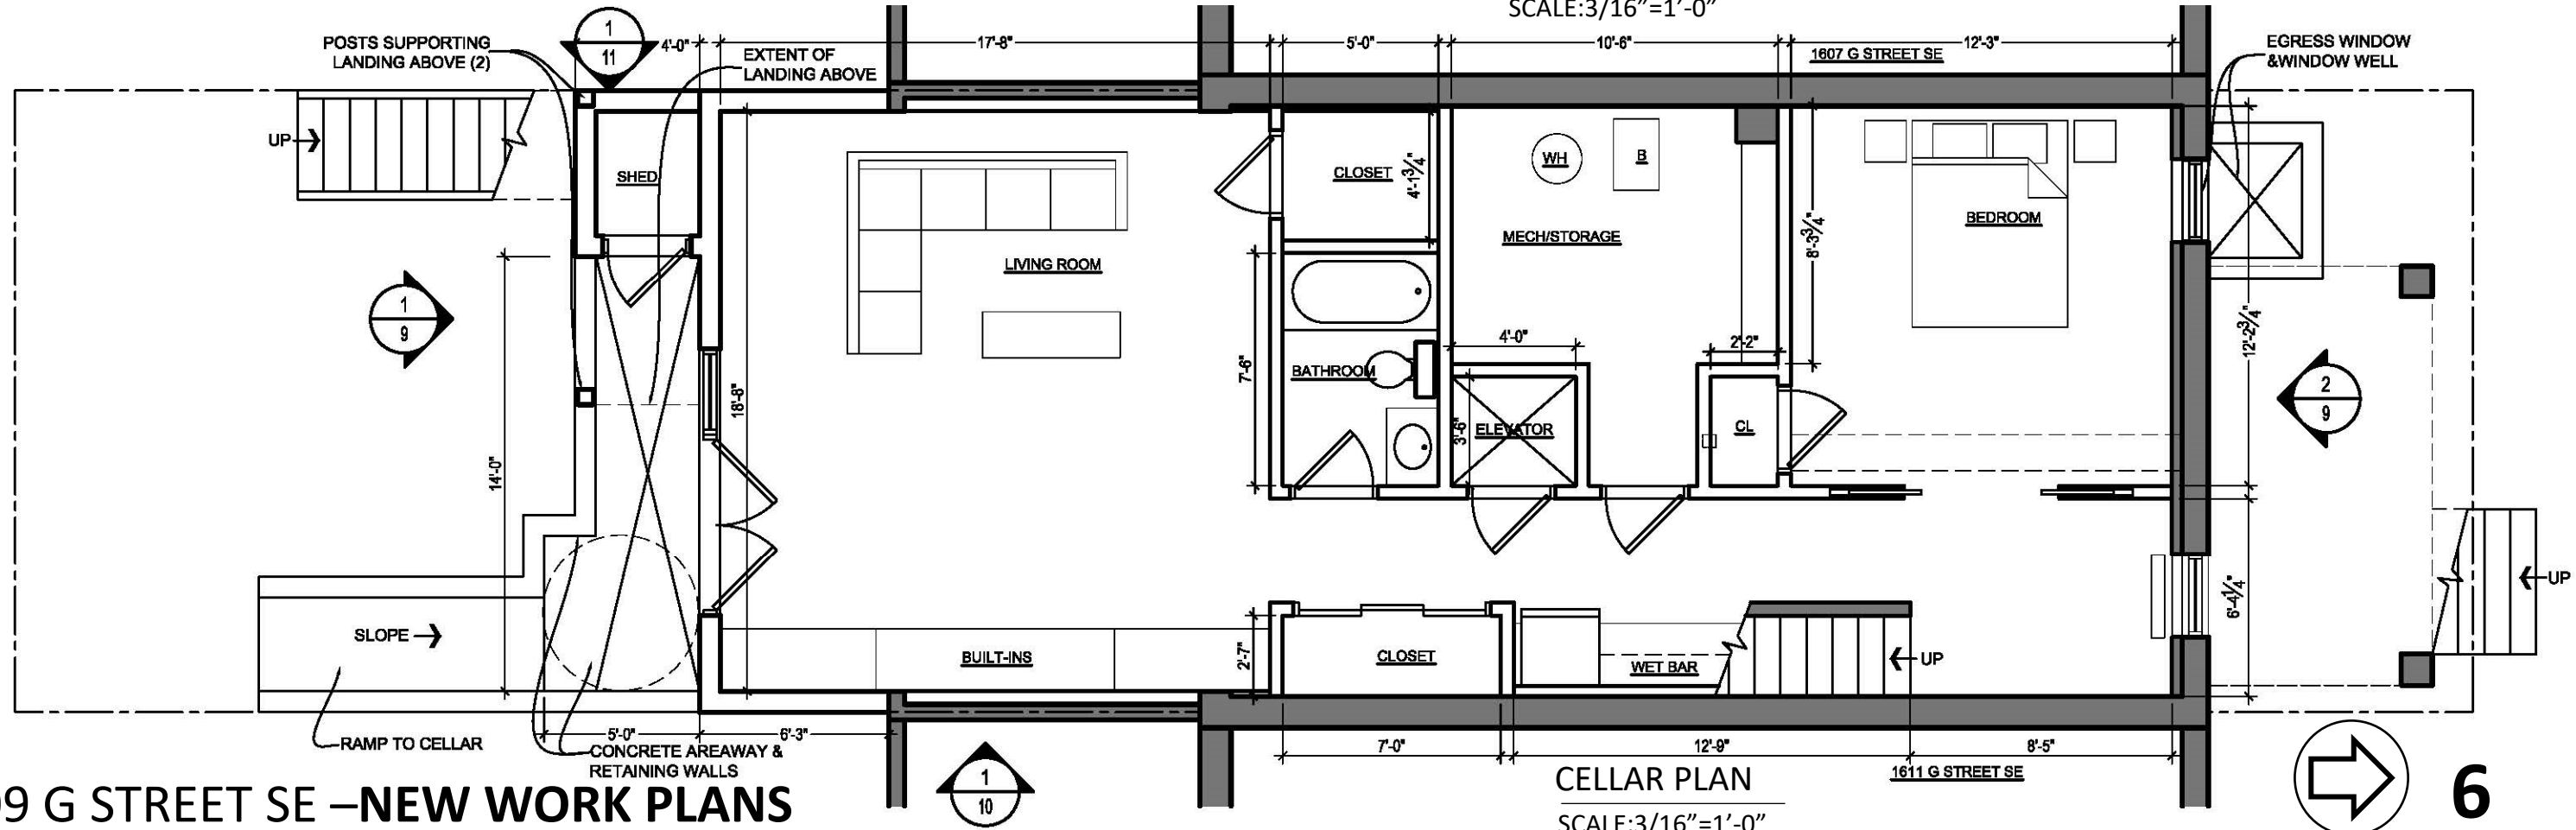 SCALE:3/16"=1'-0"
POSTS SUPPORTING
LANDING ABOVE (2)
1
11
4'-0"
EXTENT OF
LANDING ABOVE
17'-8"
5'-0"
10'-6"
1607 G STREET SE
12'-3"
EGRESS WINDOW
&WINDOW WELL
UP
SHED
CLOSET
4'-1 3/4"
WH
B
MECH/STORAGE
8'-3 3/4"
BEDROOM
LIVING ROOM
1
9
7'-6"
BATHROOM
4'-0"
3'-6"
ELEVATOR
2'-2"
CL
12'-2 3/4"
2
9
18'-8"
14'-0"
SLOPE
BUILT-INS
2'-7"
CLOSET
WET BAR
UP
6'-4 1/4"
UP
RAMP TO CELLAR
5'-0"
6'-3"
CONCRETE AREAWAY &
RETAINING WALLS
1
10
7'-0"
12'-9"
8'-5"
1611 G STREET SE
CELLAR PLAN
SCALE:3/16"=1'-0"
9 G STREET SE –NEW WORK PLANS
6